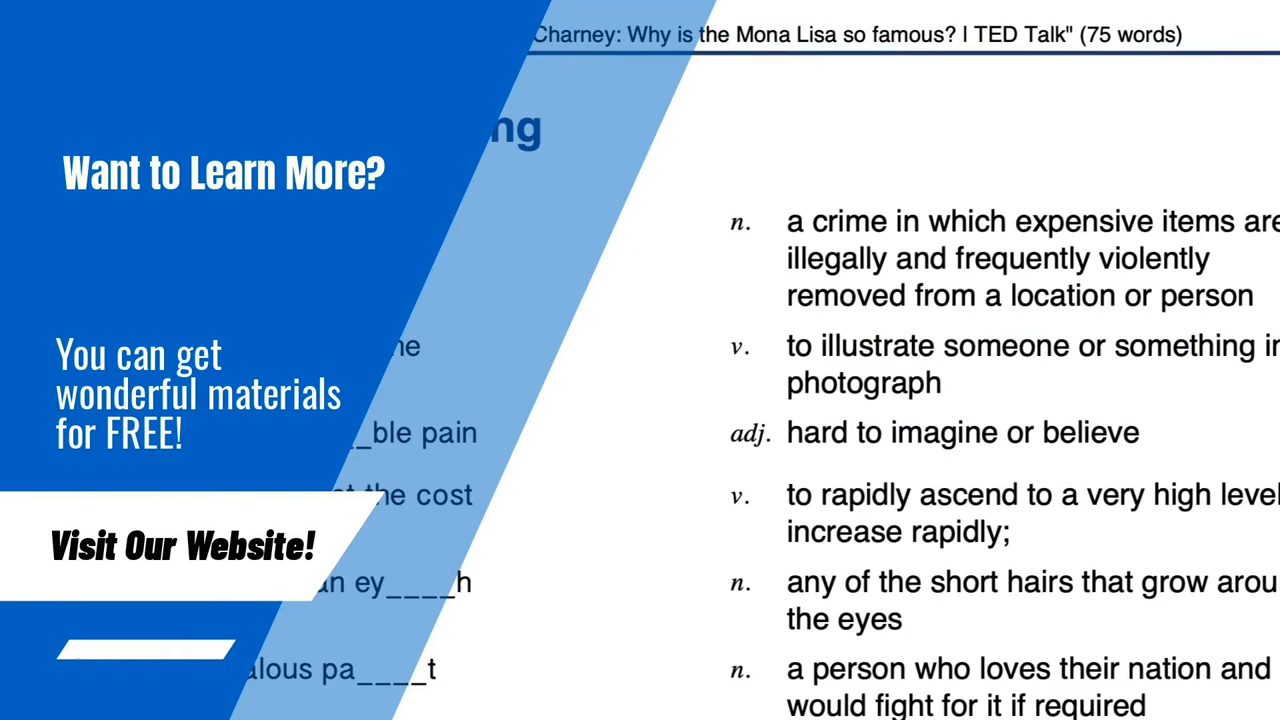 Charney: Why is the Mona Lisa so famous? | TED Talk" (75 words)
ng
Want to Learn More?
You can get
wonderful materials
for FREE!
Visit Our Website!
n. a crime in which expensive items are
illegally and frequently violently
removed from a location or person
he v. to illustrate someone or something in
photograph
_ble pain adj. hard to imagine or believe
the cost v. to rapidly ascend to a very high level
increase rapidly;
an ey____h n. any of the short hairs that grow arou
the eyes
alous pa____t n. a person who loves their nation and
would fight for it if required